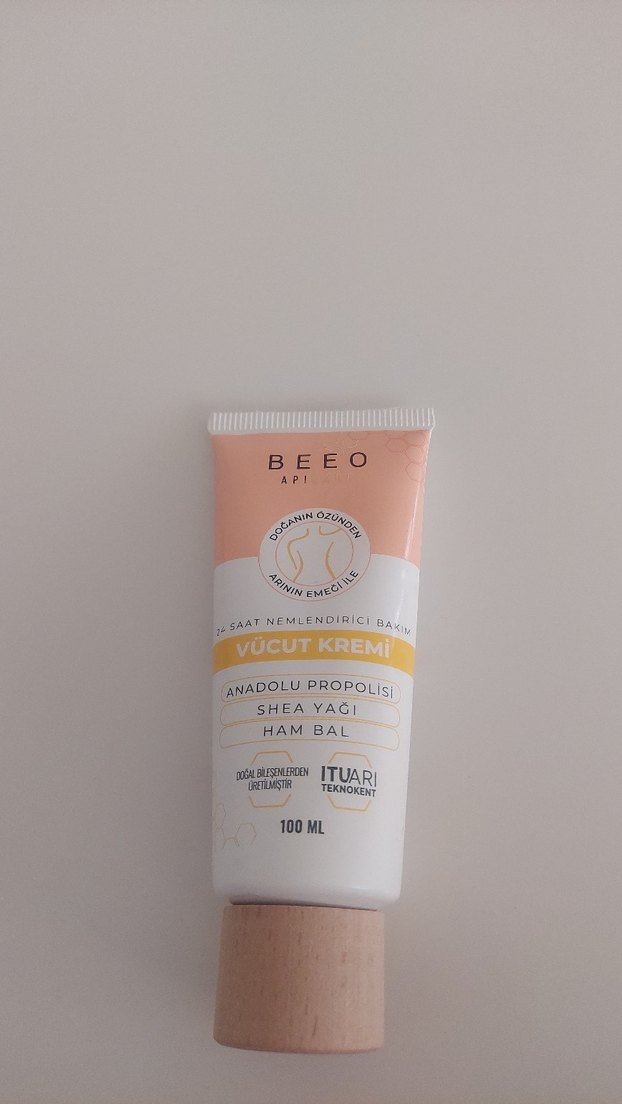 BEEO
API
DOĞANIN ÖZÜNDEN
ARININ EMEĞİ İLE
24 SAAT NEMLENDİRİCİ BAKIM
VÜCUT KREMİ
ANADOLU PROPOLİSİ
SHEA YAĞI
HAM BAL
DOĞAL BİLEŞENLERDEN
ÜRETİLMİŞTİR
ITUARI
TEKNOKENT
100 ML